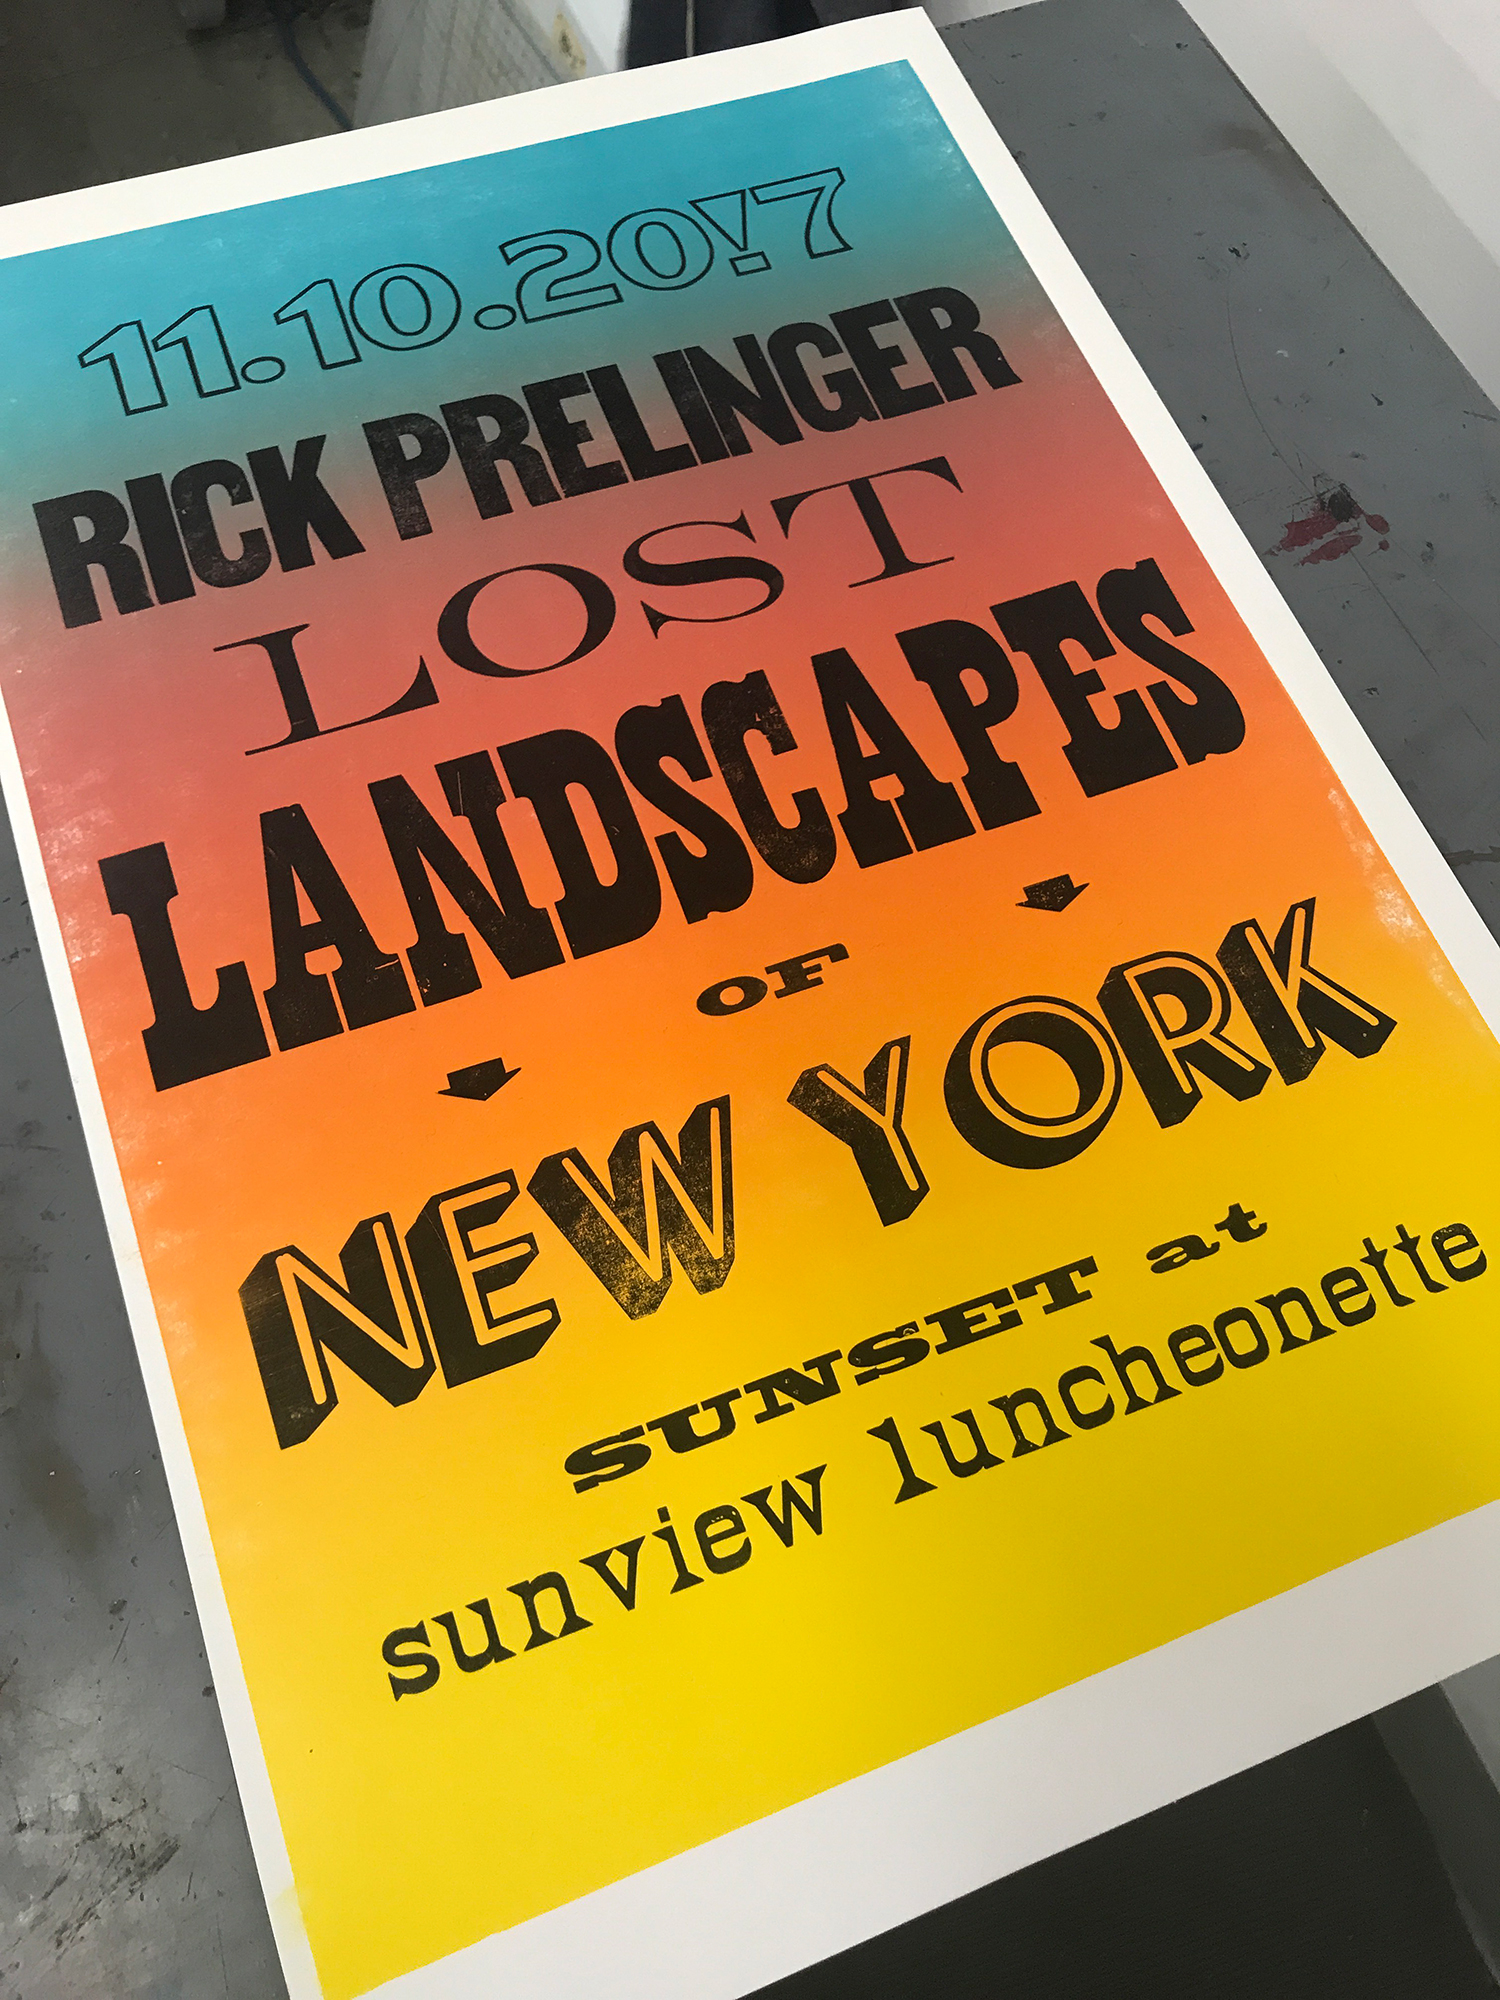 11.10.20!7
RICK PRELINGER
LOST
LANDSCAPES
OF
NEW YORK
SUNSET at
sunview luncheonette